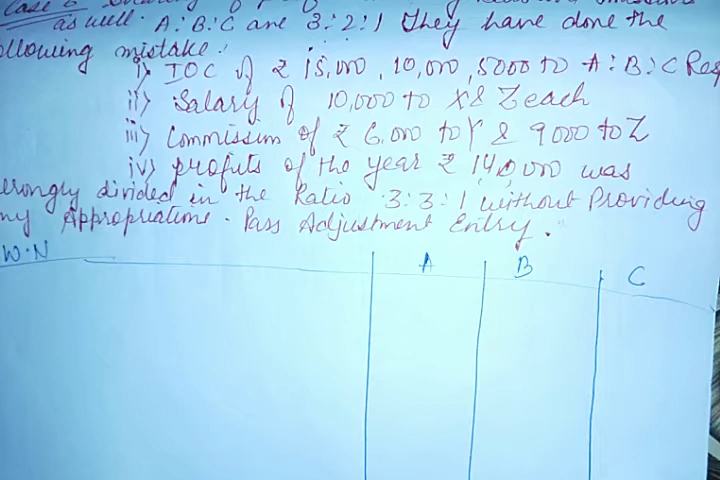 Case
as well. A:B:C are 3:2:1 They have done the
ollowing mistake:
i) IOC of ₹ 15,000, 10,000, 5000 to A:B:C Res
ii) Salary of 10,000 to X & Z each
iii) Commission of ₹ 6,000 to Y & 9000 to Z
iv) profits of the year ₹ 140,000 was
wrongly divided in the Ratio 3:3:1 without Providing
ny Appropriations. Pass Adjustment Entry.
W.N A B C